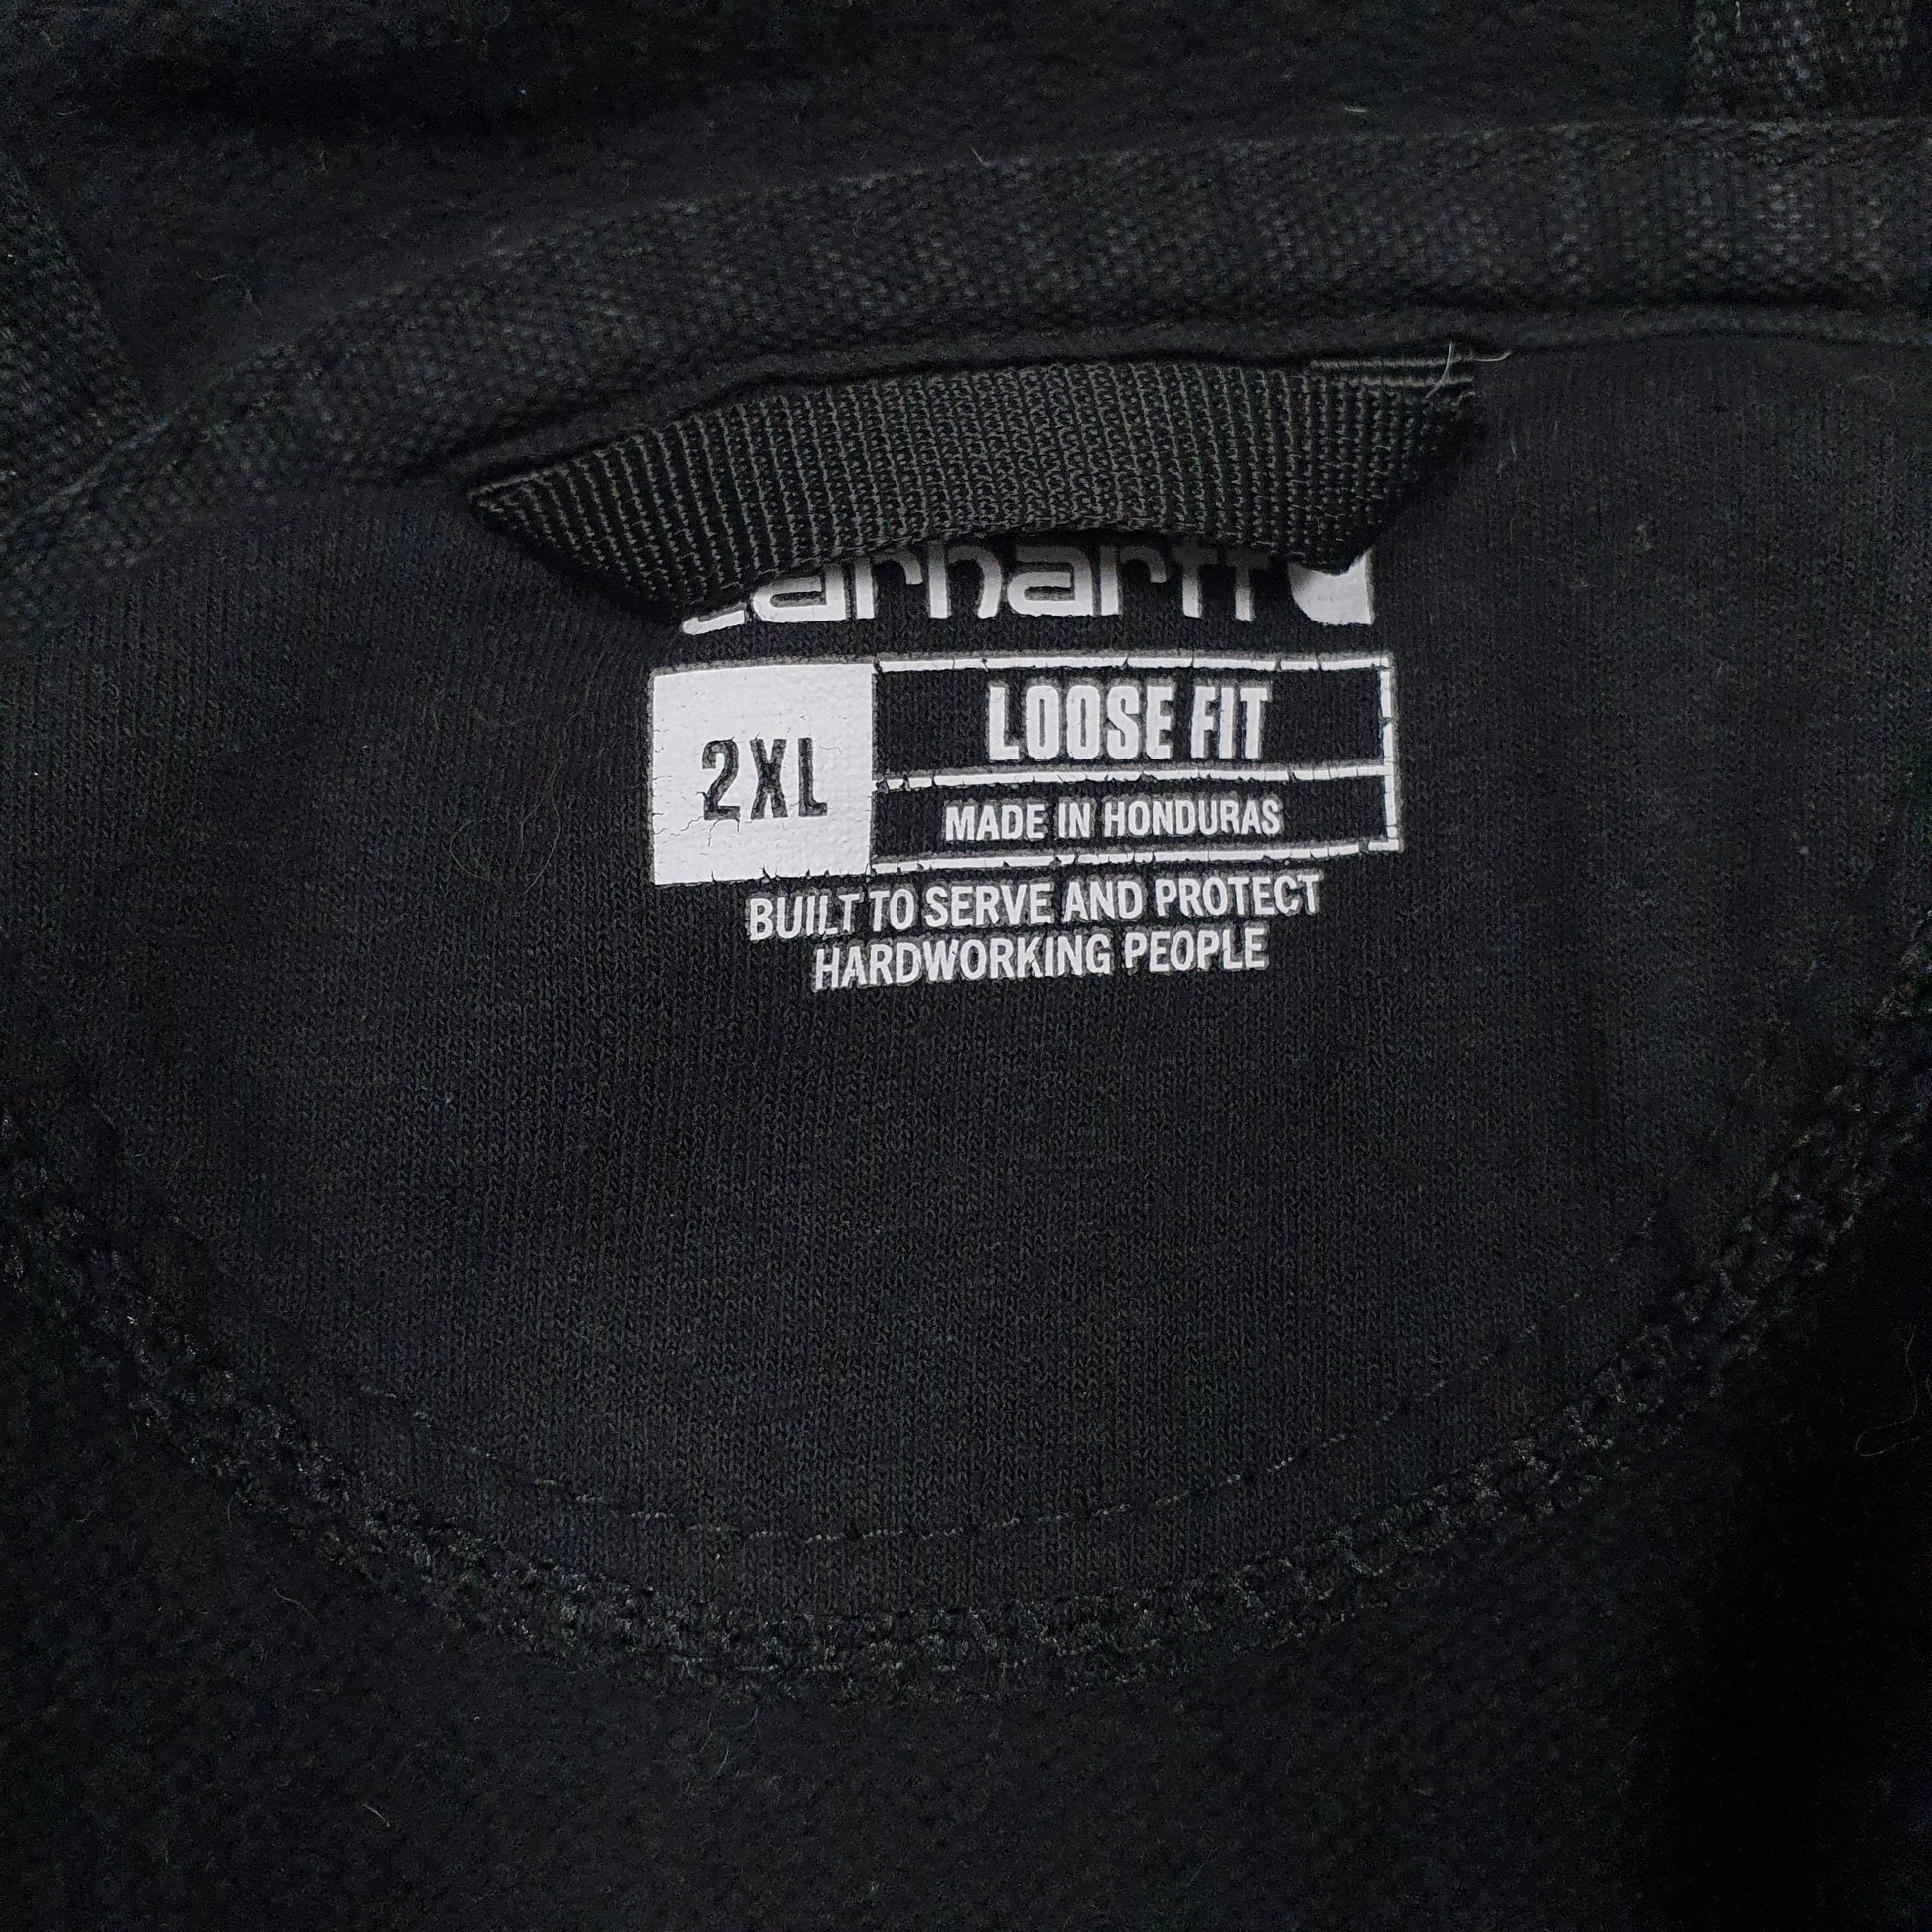 carhartt
2XL
LOOSE FIT
MADE IN HONDURAS
BUILT TO SERVE AND PROTECT
HARDWORKING PEOPLE